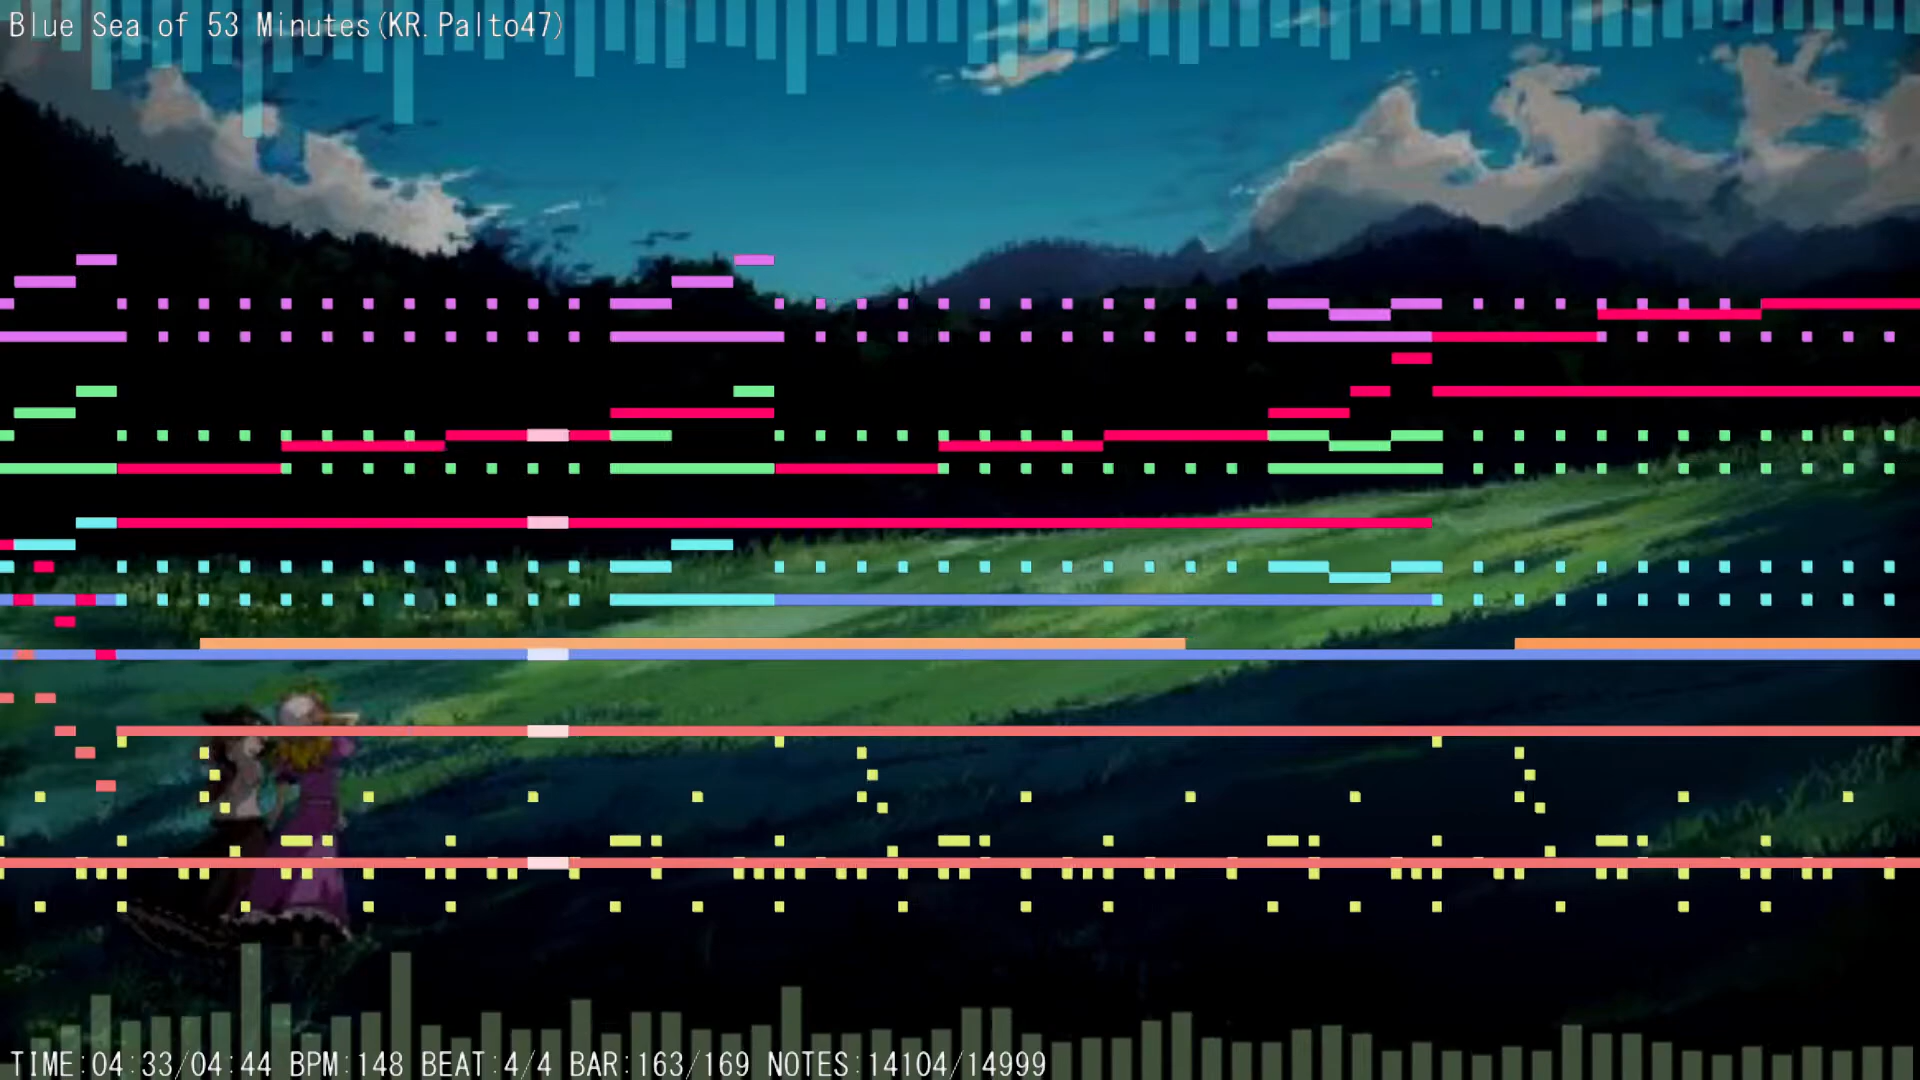 Blue Sea of 53 Minutes(KR.Palto47)
TIME:04:33/04:44 BPM:148 BEAT:4/4 BAR:163/169 NOTES:14104/14999